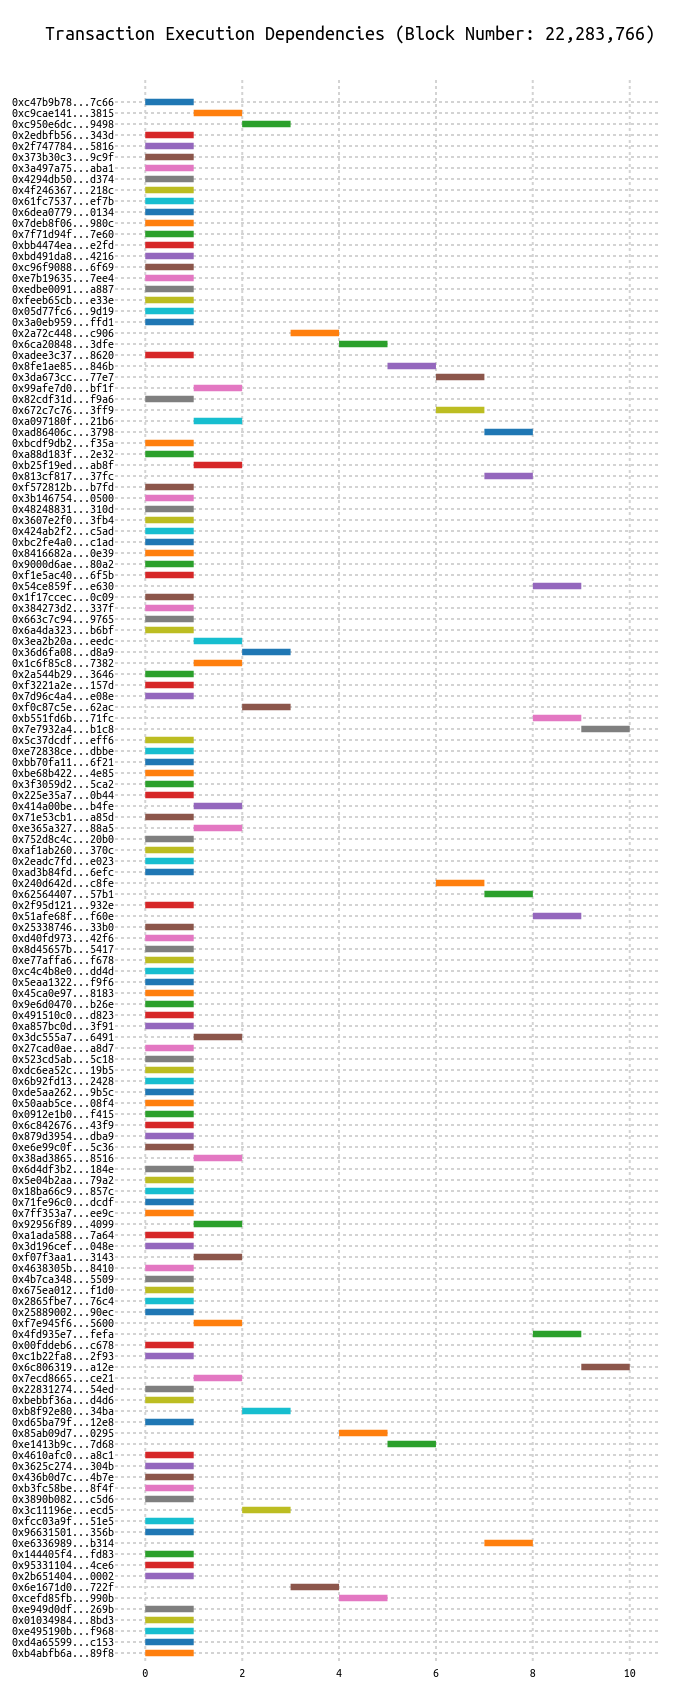 Transaction Execution Dependencies (Block Number: 22,283,766)
0xc47b9b78...7c66
0xc9cae141...3815
0xc950e6dc...9498
0x2edbfb56...343d
0x2f747784...5816
0x373b30c3...9c9f
0x3a497a75...aba1
0x4294db50...d374
0x4f246367...218c
0x61fc7537...ef7b
0x6dea0779...0134
0x7deb8f06...980c
0x7f71d94f...7e60
0xbb4474ea...e2fd
0xbd491da8...4216
0xc96f9088...6f69
0xe7b19635...7ee4
0xedbe0091...a887
0xfeeb65cb...e33e
0x05d77fc6...9d19
0x3a0eb959...ffd1
0x2a72c448...c906
0x6ca20848...3dfe
0xadee3c37...8620
0x8fe1ae85...846b
0x3da673cc...77e7
0x99afe7d0...bf1f
0x82cdf31d...f9a6
0x672c7c76...3ff9
0xa097180f...21b6
0xad86406c...3798
0xbcdf9db2...f35a
0xa88d183f...2e32
0xb25f19ed...ab8f
0x813cf817...37fc
0xf572812b...b7fd
0x3b146754...0500
0x48248831...310d
0x3607e2f0...3fb4
0x424ab2f2...c5ad
0xbc2fe4a0...c1ad
0x8416682a...0e39
0x9000d6ae...80a2
0xf1e5ac40...6f5b
0x54ce859f...e630
0x1f17ccec...0c09
0x384273d2...337f
0x663c7c94...9765
0x6a4da323...b6bf
0x3ea2b20a...eedc
0x36d6fa08...d8a9
0x1c6f85c8...7382
0x2a544b29...3646
0xf3221a2e...157d
0x7d96c4a4...e08e
0xf0c87c5e...62ac
0xb551fd6b...71fc
0x7e7932a4...b1c8
0x5c37dcdf...eff6
0xe72838ce...dbbe
0xbb70fa11...6f21
0xbe68b422...4e85
0x3f3059d2...5ca2
0x225e35a7...0b44
0x414a00be...b4fe
0x71e53cb1...a85d
0xe365a327...88a5
0x752d8c4c...20b0
0xaf1ab260...370c
0x2eadc7fd...e023
0xad3b84fd...6efc
0x240d642d...c8fe
0x62564407...57b1
0x2f95d121...932e
0x51afe68f...f60e
0x25338746...33b0
0xd40fd973...42f6
0x8d45657b...5417
0xe77affa6...f678
0xc4c4b8e0...dd4d
0x5eaa1322...f9f6
0x45ca0e97...8183
0x9e6d0470...b26e
0x491510c0...d823
0xa857bc0d...3f91
0x3dc555a7...6491
0x27cad0ae...a8d7
0x523cd5ab...5c18
0xdc6ea52c...19b5
0x6b92fd13...2428
0xde5aa262...9b5c
0x50aab5ce...08f4
0x0912e1b0...f415
0x6c842676...43f9
0x879d3954...dba9
0xe6e99c0f...5c36
0x38ad3865...8516
0x6d4df3b2...184e
0x5e04b2aa...79a2
0x18ba66c9...857c
0x71fe96c0...dcdf
0x7ff353a7...ee9c
0x92956f89...4099
0xa1ada588...7a64
0x3d196cef...048e
0xf07f3aa1...3143
0x4638305b...8410
0x4b7ca348...5509
0x675ea012...f1d0
0x2865fbe7...76c4
0x25889002...90ec
0xf7e945f6...5600
0x4fd935e7...fefa
0x00fddeb6...c678
0xc1b22fa8...2f93
0x6c806319...a12e
0x7ecd8665...ce21
0x22831274...54ed
0xbebbf36a...d4d6
0xb8f92e80...34ba
0xd65ba79f...12e8
0x85ab09d7...0295
0xe1413b9c...7d68
0x4610afc0...a8c1
0x3625c274...304b
0x436b0d7c...4b7e
0xb3fc58be...8f4f
0x3890b082...c5d6
0x3c11196e...ecd5
0xfcc03a9f...51e5
0x96631501...356b
0xe6336989...b314
0x144405f4...fd83
0x95331104...4ce6
0x2b651404...0002
0x6e1671d0...722f
0xcefd85fb...990b
0xe949d0df...269b
0x01034984...8bd3
0xe495190b...f968
0xd4a65599...c153
0xb4abfb6a...89f8
0 2 4 6 8 10